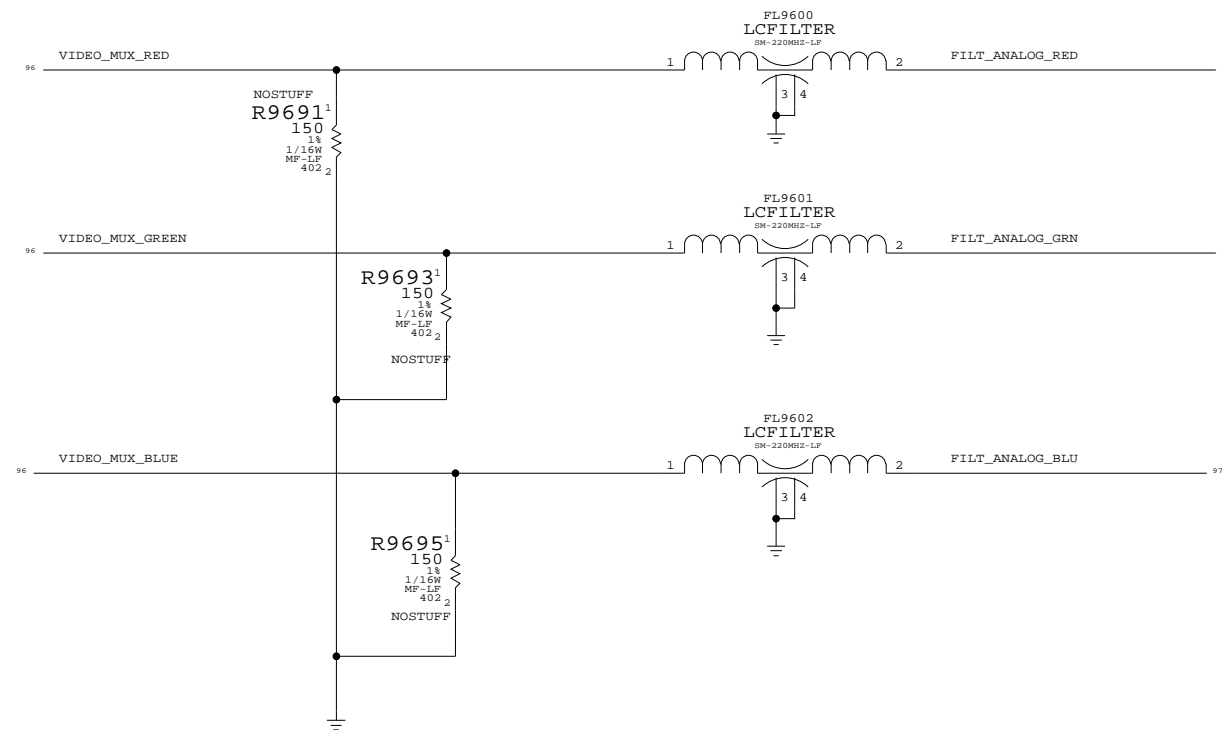 FL9600
LCFILTER
SM-220MHZ-LF
96 VIDEO_MUX_RED 1 2 FILT_ANALOG_RED
3 4
NOSTUFF
R9691 1
150
1%
1/16W
MF-LF
402 2
FL9601
LCFILTER
SM-220MHZ-LF
96 VIDEO_MUX_GREEN 1 2 FILT_ANALOG_GRN
3 4
R9693 1
150
1%
1/16W
MF-LF
402 2
NOSTUFF
FL9602
LCFILTER
SM-220MHZ-LF
96 VIDEO_MUX_BLUE 1 2 FILT_ANALOG_BLU 97
3 4
R9695 1
150
1%
1/16W
MF-LF
402 2
NOSTUFF